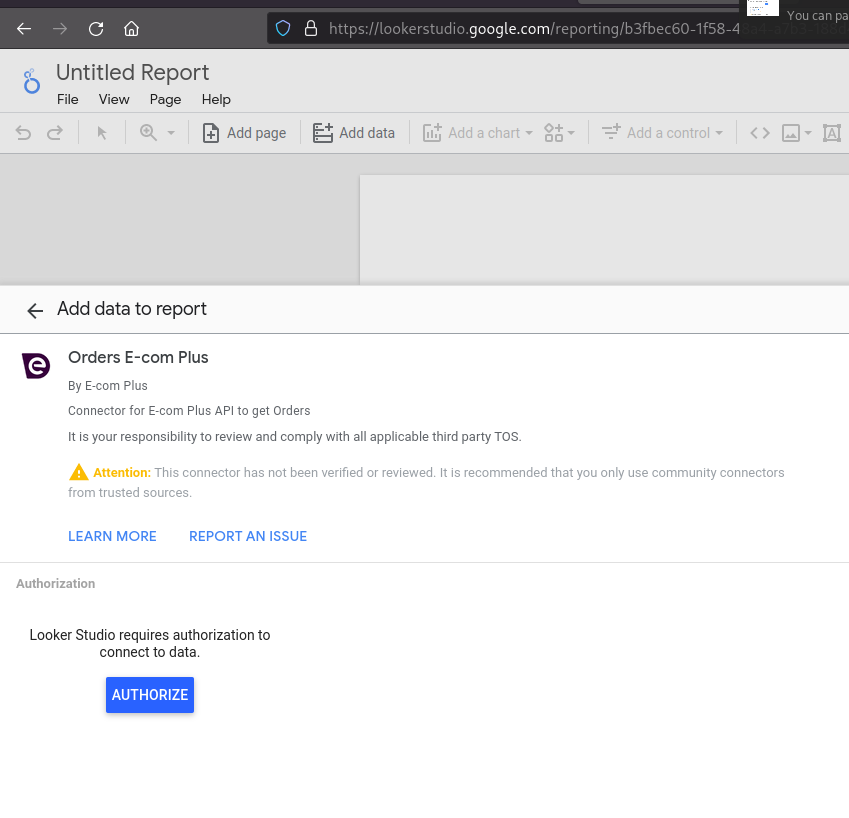 You can pa
https://lookerstudio.google.com/reporting/b3fbec60-1f58-4
Untitled Report
File View Page Help
Add page Add data Add a chart Add a control
Add data to report
Orders E-com Plus
By E-com Plus
Connector for E-com Plus API to get Orders
It is your responsibility to review and comply with all applicable third party TOS.
Attention: This connector has not been verified or reviewed. It is recommended that you only use community connectors
from trusted sources.
LEARN MORE REPORT AN ISSUE
Authorization
Looker Studio requires authorization to
connect to data.
AUTHORIZE